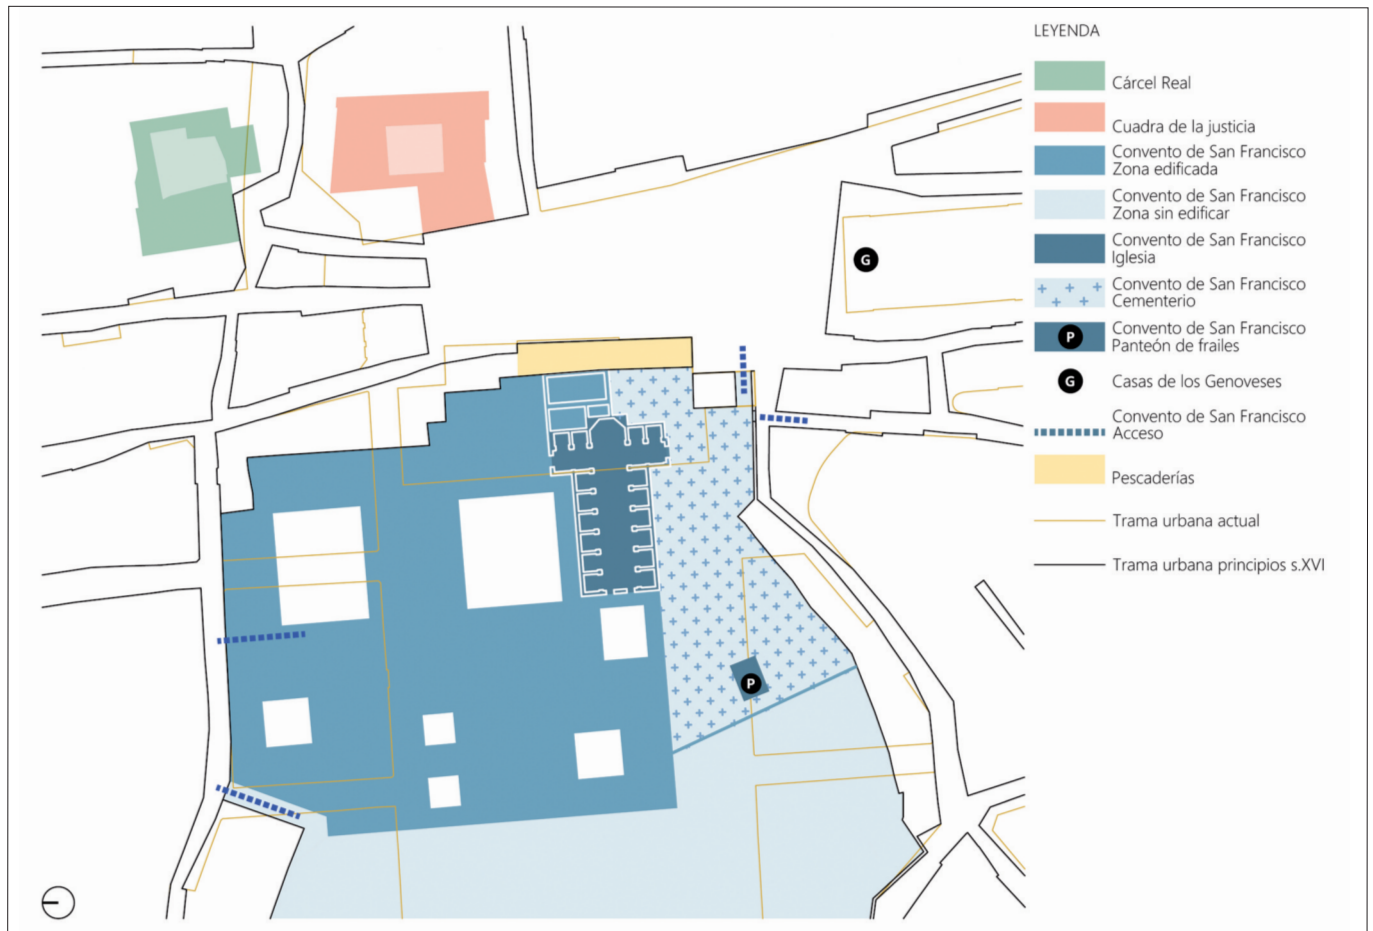 LEYENDA
Cárcel Real
Cuadra de la justicia
Convento de San Francisco
Zona edificada
Convento de San Francisco
Zona sin edificar
Convento de San Francisco
Iglesia
Convento de San Francisco
Cementerio
P
Convento de San Francisco
Panteón de frailes
G
Casas de los Genoveses
Convento de San Francisco
Acceso
Pescaderías
Trama urbana actual
Trama urbana principios s.XVI
G
P